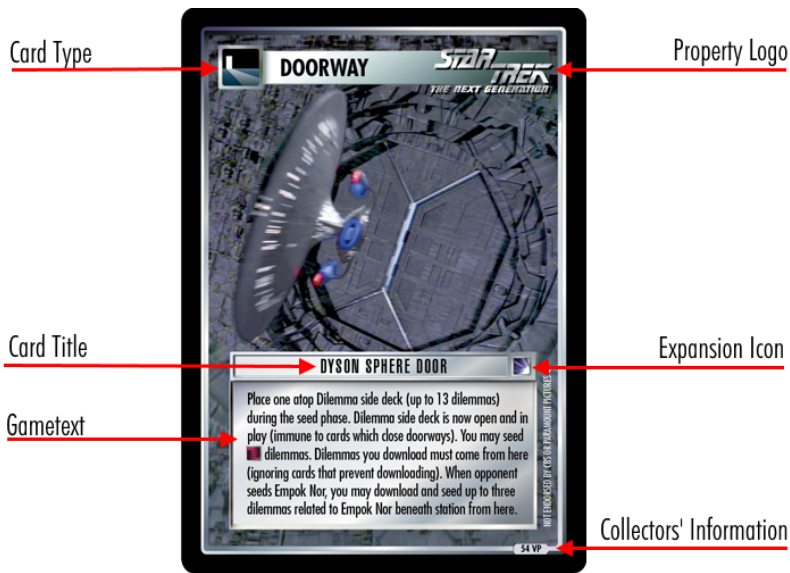 Card Type
Property Logo
DOORWAY
STAR TREK
THE NEXT GENERATION
Card Title
Expansion Icon
DYSON SPHERE DOOR
Gametext
Place one atop Dilemma side deck (up to 13 dilemmas)
during the seed phase. Dilemma side deck is now open and in
play (immune to cards which close doorways). You may seed
dilemmas. Dilemmas you download must come from here
(ignoring cards that prevent downloading). When opponent
seeds Empok Nor, you may download and seed up to three
dilemmas related to Empok Nor beneath station from here.
NOT ENDORSED BY CBS OR PARAMOUNT PICTURES
Collectors' Information
54 VP